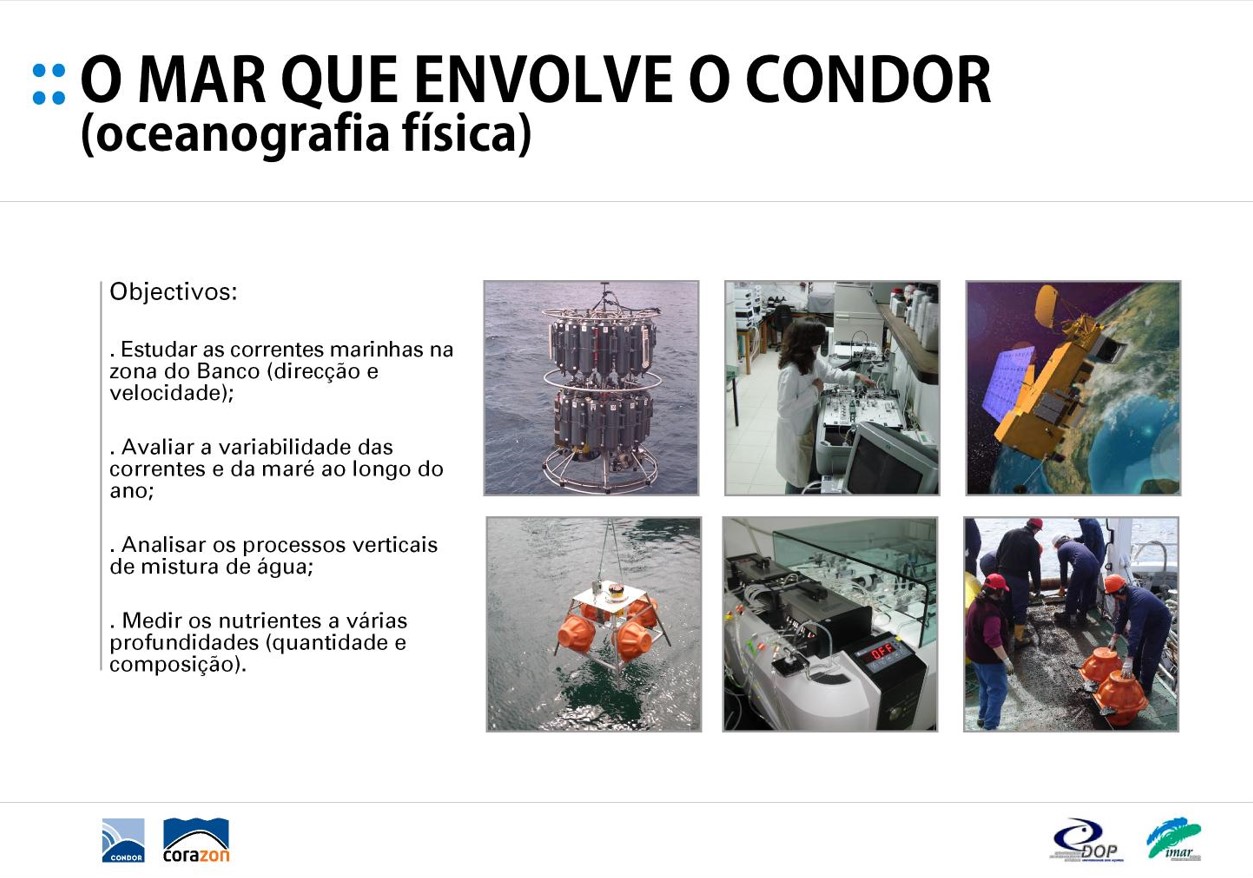 O MAR QUE ENVOLVE O CONDOR
(oceanografia física)
Objectivos:
. Estudar as correntes marinhas na
zona do Banco (direcção e
velocidade);
. Avaliar a variabilidade das
correntes e da maré ao longo do
ano;
. Analisar os processos verticais
de mistura de água;
. Medir os nutrientes a várias
profundidades (quantidade e
composição).
OFF
CONDOR
corazon
DOP
imar